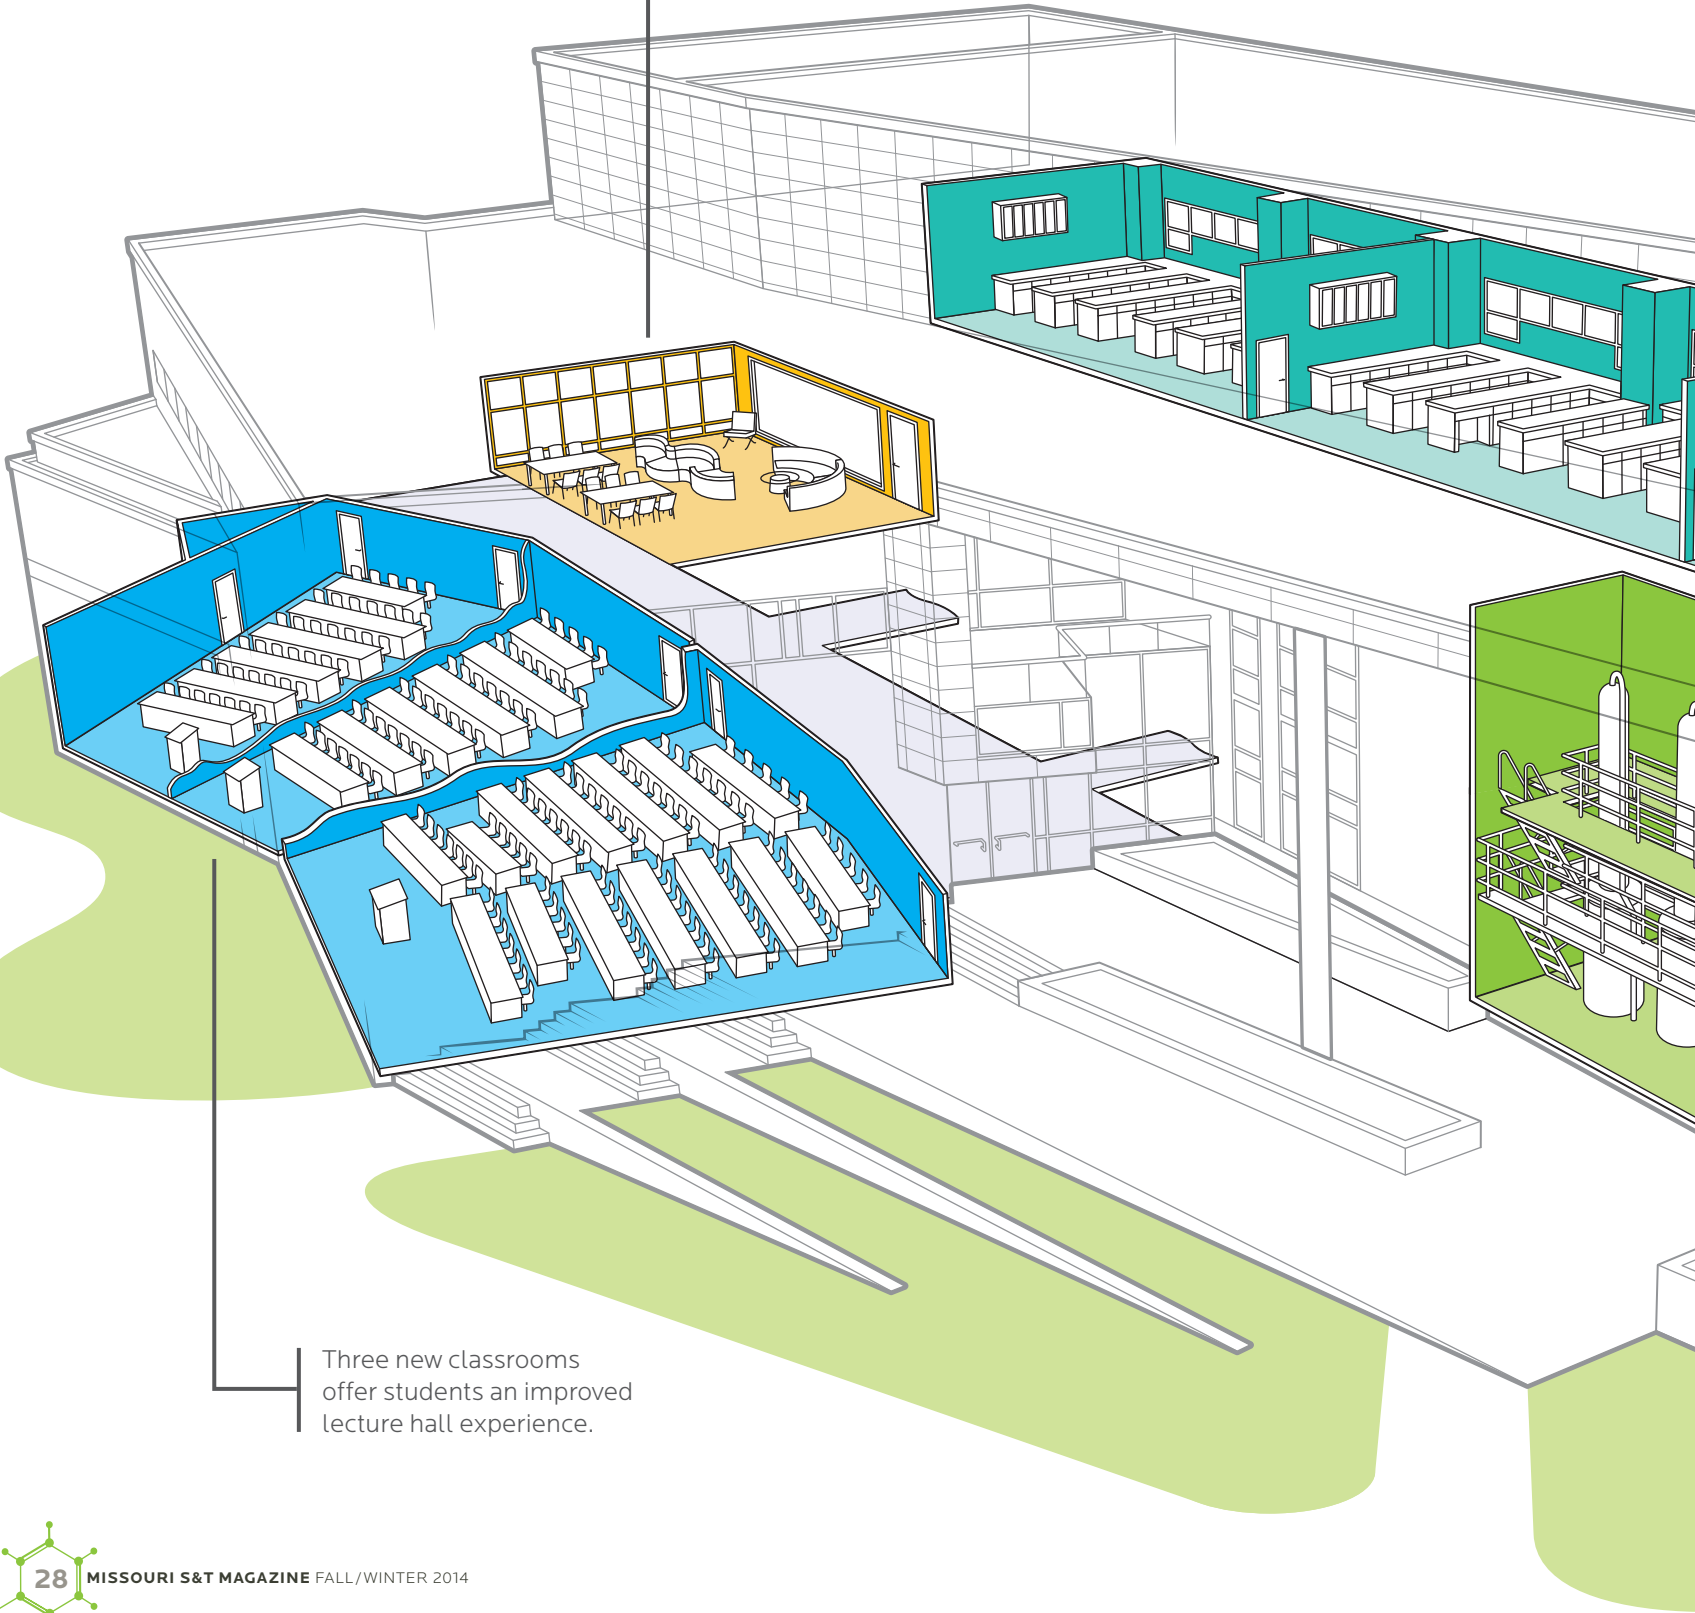 Three new classrooms
offer students an improved
lecture hall experience.
28 MISSOURI S&T MAGAZINE FALL/WINTER 2014